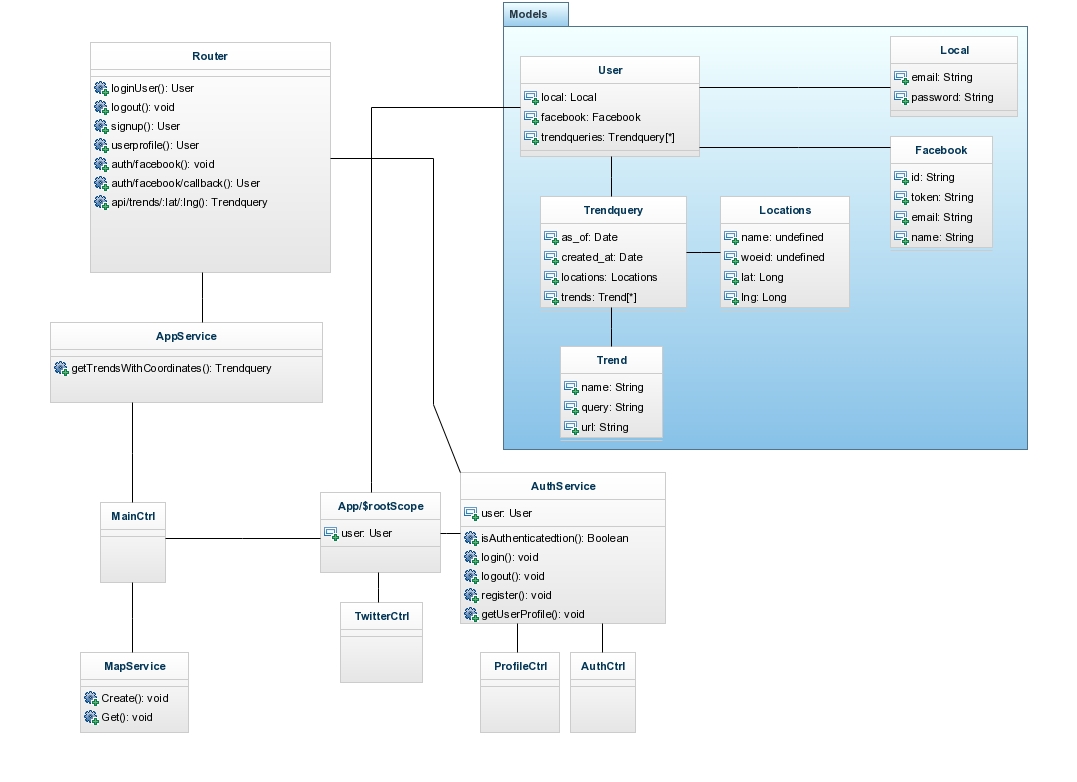 Models
Router
loginUser(): User
logout(): void
signup(): User
userprofile(): User
auth/facebook(): void
auth/facebook/callback(): User
api/trends/:lat/:lng(): Trendquery
User
local: Local
facebook: Facebook
trendqueries: Trendquery[*]
Local
email: String
password: String
Facebook
id: String
token: String
email: String
name: String
Trendquery
as_of: Date
created_at: Date
locations: Locations
trends: Trend[*]
Locations
name: undefined
woeid: undefined
lat: Long
lng: Long
Trend
name: String
query: String
url: String
AppService
getTrendsWithCoordinates(): Trendquery
MainCtrl
App/$rootScope
user: User
AuthService
user: User
isAuthenticatedtion(): Boolean
login(): void
logout(): void
register(): void
getUserProfile(): void
TwitterCtrl
MapService
Create(): void
Get(): void
ProfileCtrl
AuthCtrl